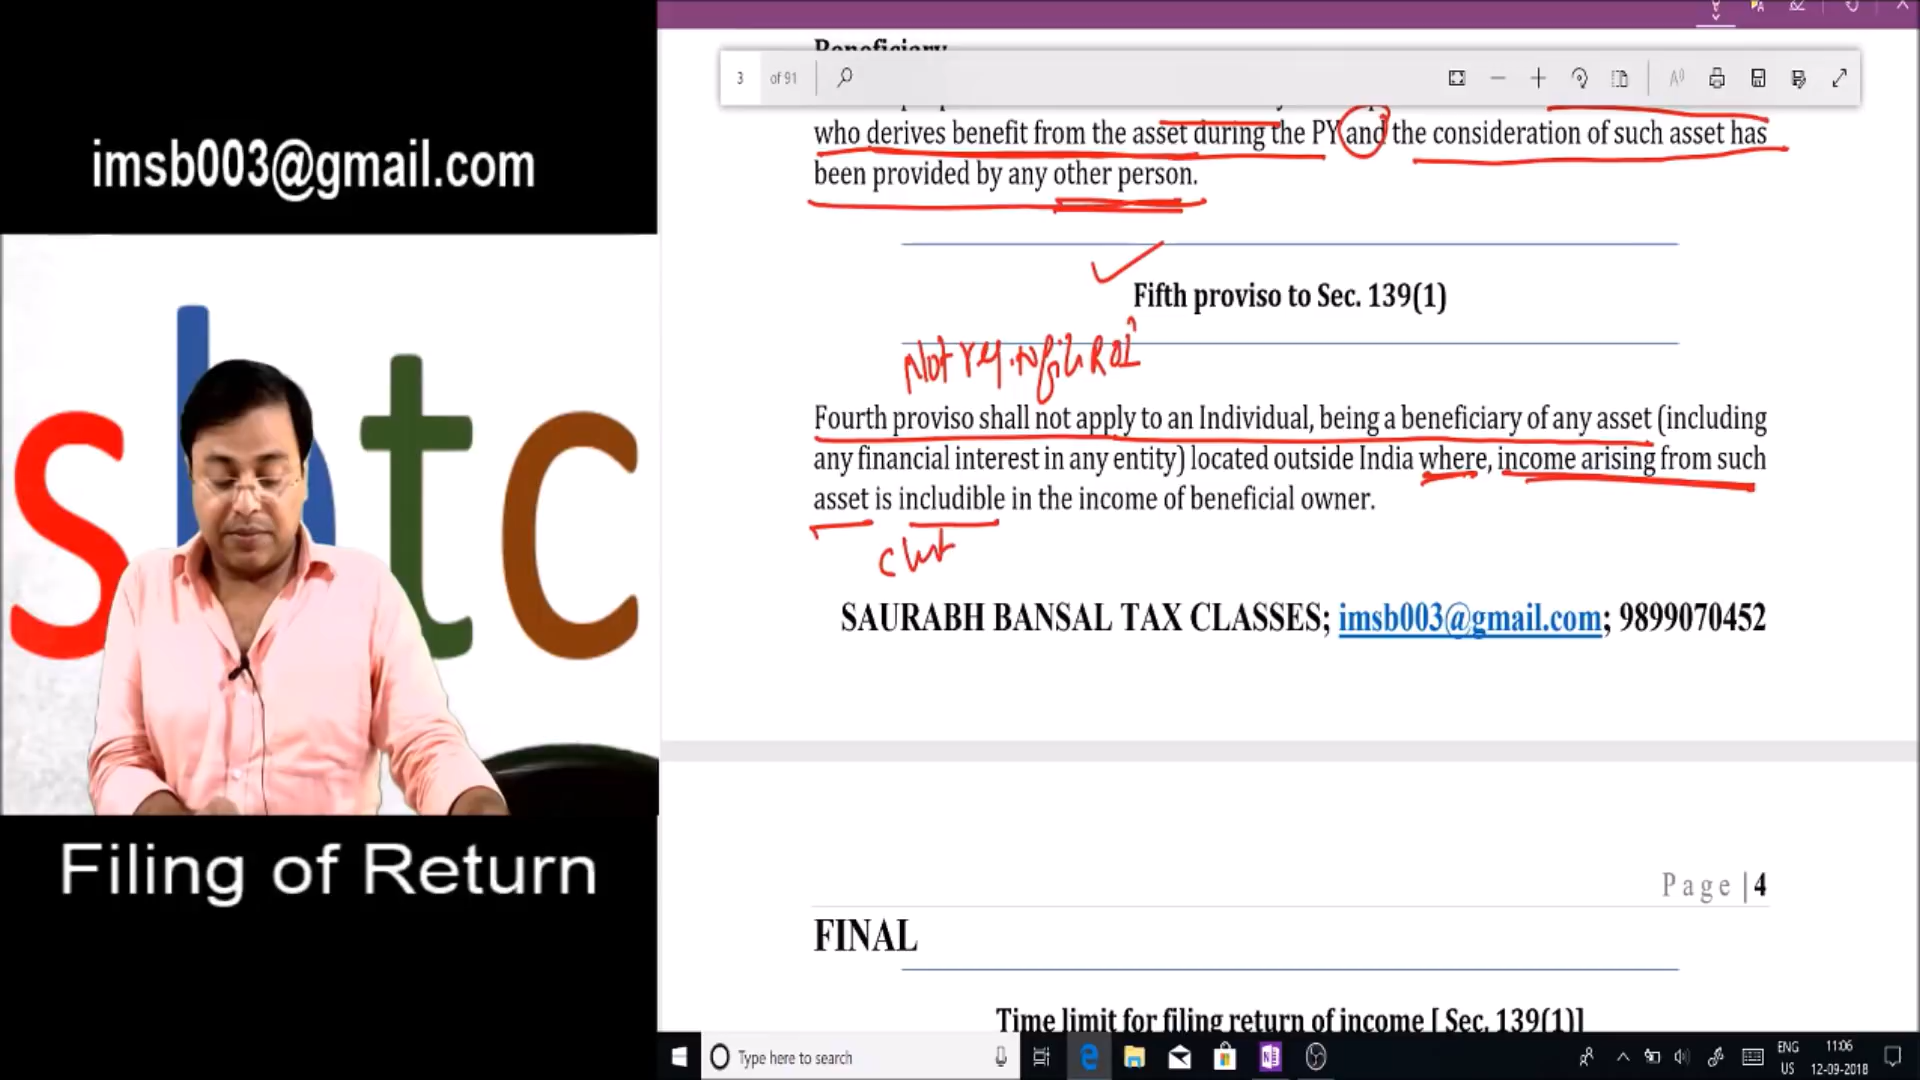 imsb003@gmail.com
sbtc
Filing of Return
3 of 91
Beneficiary
who derives benefit from the asset during the PY and the consideration of such asset has
been provided by any other person.
Fifth proviso to Sec. 139(1)
Not req. to file ROI
Fourth proviso shall not apply to an Individual, being a beneficiary of any asset (including
any financial interest in any entity) located outside India where, income arising from such
asset is includible in the income of beneficial owner.
SAURABH BANSAL TAX CLASSES; imsb003@gmail.com; 9899070452
Page | 4
FINAL
Time limit for filing return of income [ Sec. 139(1)]
Type here to search
ENG
US
11:06
12-09-2018